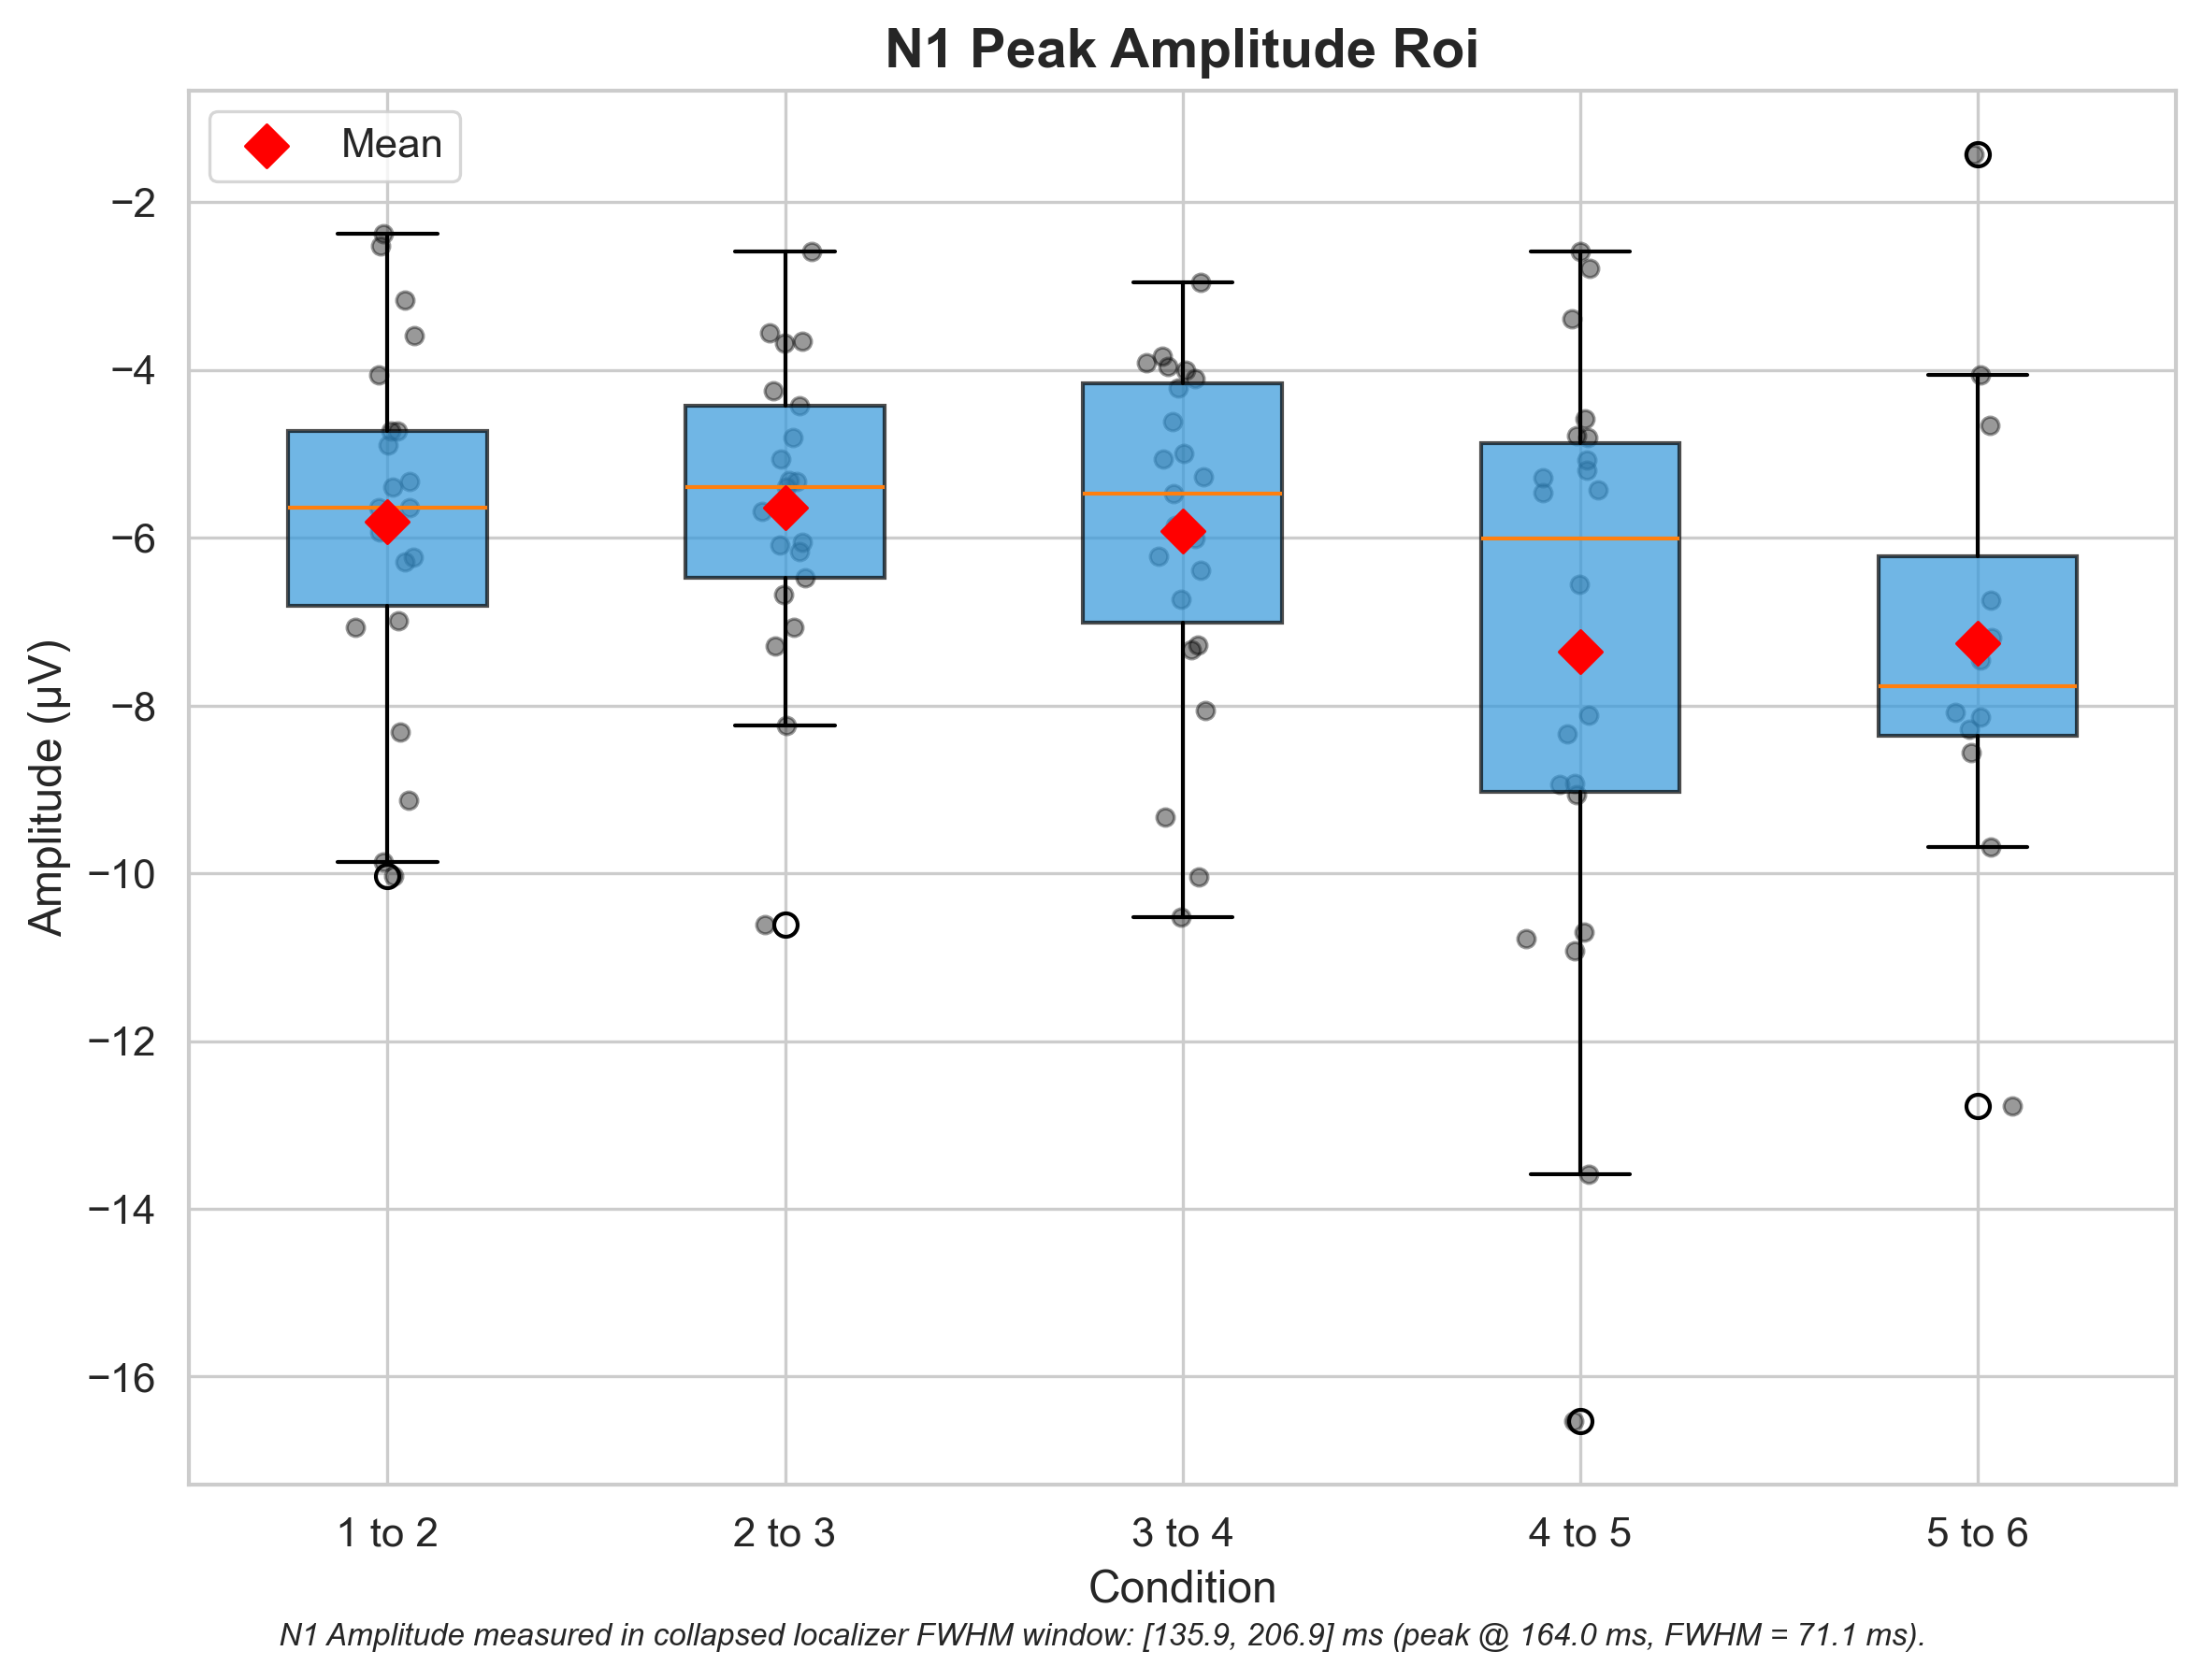 N1 Peak Amplitude Roi
Mean
−2
−4
−6
−8
−10
−12
−14
−16
Amplitude (µV)
1 to 2
2 to 3
3 to 4
4 to 5
5 to 6
Condition
N1 Amplitude measured in collapsed localizer FWHM window: [135.9, 206.9] ms (peak @ 164.0 ms, FWHM = 71.1 ms).